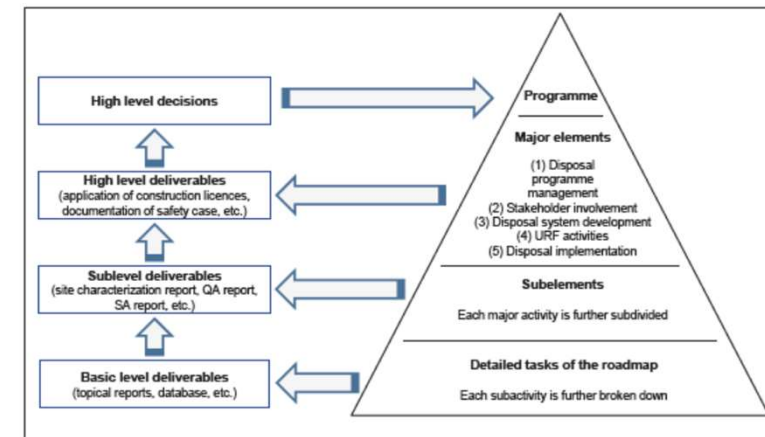 High level decisions
High level deliverables
(application of construction licences,
documentation of safety case, etc.)
Sublevel deliverables
(site characterization report, QA report,
SA report, etc.)
Basic level deliverables
(topical reports, database, etc.)
Programme
Major elements
(1) Disposal
programme
management
(2) Stakeholder involvement
(3) Disposal system development
(4) URF activities
(5) Disposal implementation
Subelements
Each major activity is further subdivided
Detailed tasks of the roadmap
Each subactivity is further broken down